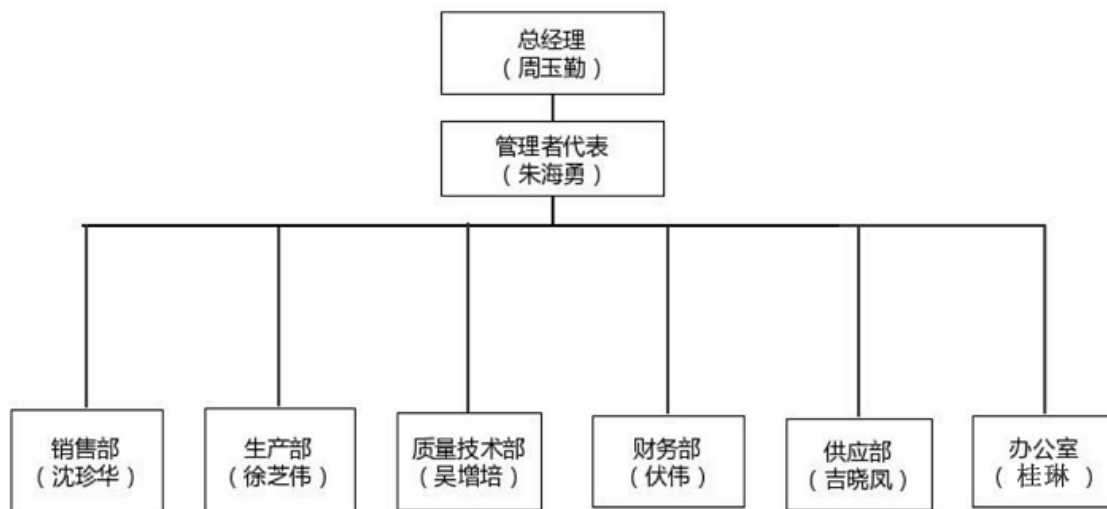 总经理
（周玉勤）
管理者代表
（朱海勇）
销售部
（沈珍华）
生产部
（徐芝伟）
质量技术部
（吴增培）
财务部
（伏伟）
供应部
（吉晓凤）
办公室
（桂琳）